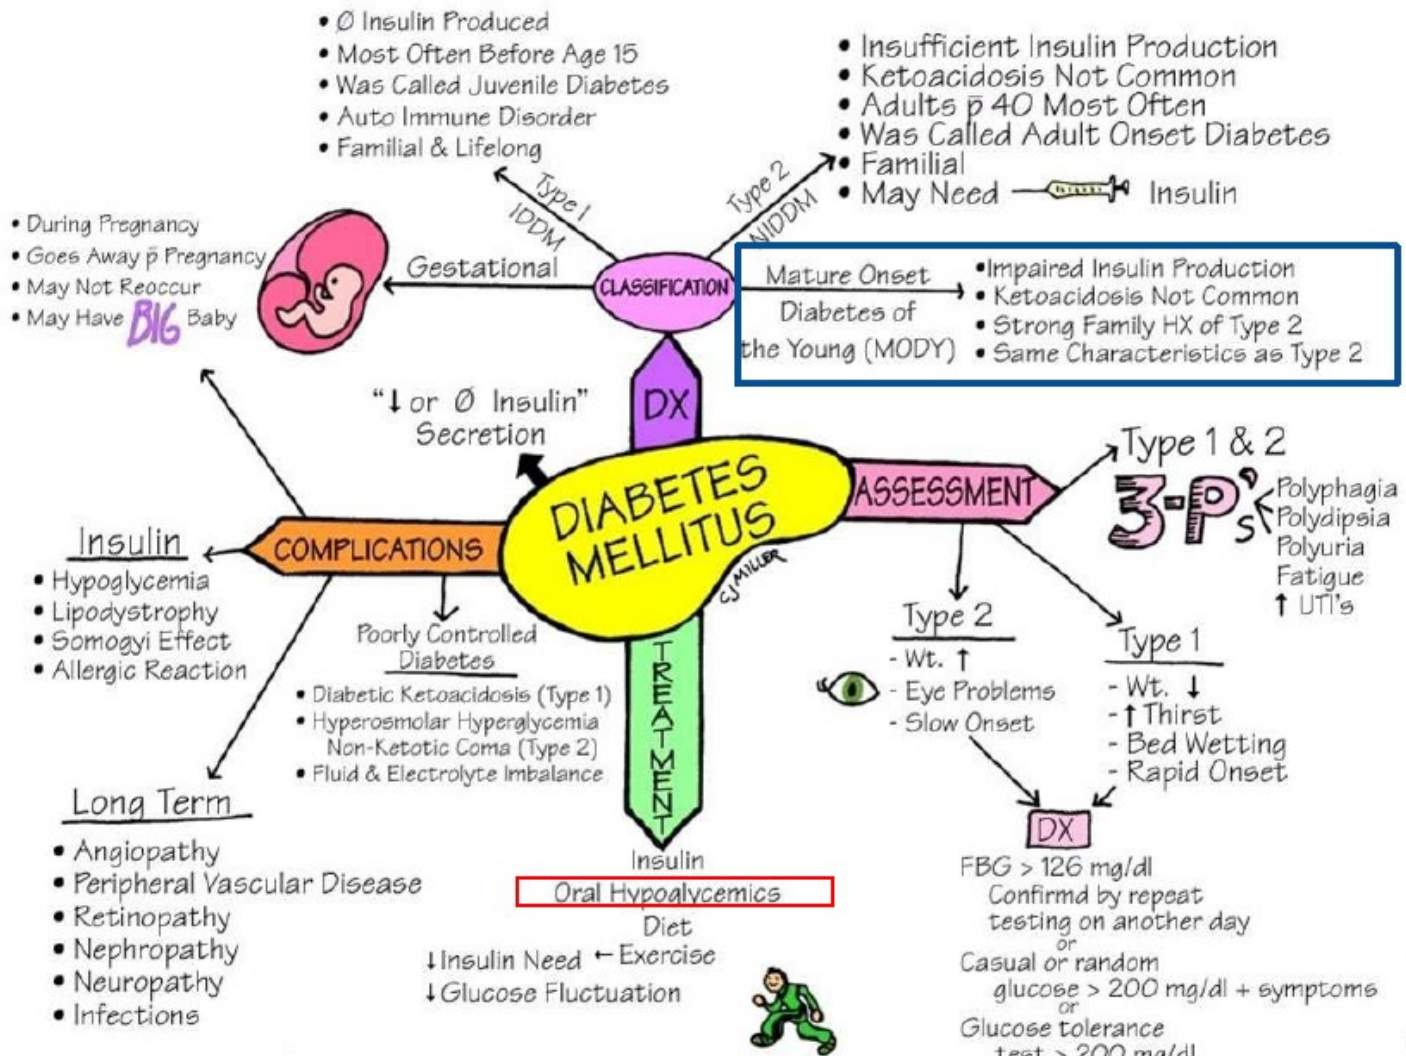 • Ø Insulin Produced
• Most Often Before Age 15
• Was Called Juvenile Diabetes
• Auto Immune Disorder
• Familial & Lifelong
• Insufficient Insulin Production
• Ketoacidosis Not Common
• Adults p̄ 40 Most Often
• Was Called Adult Onset Diabetes
• Familial
• May Need Insulin
Type 1
IDDM
Type 2
NIDDM
• During Pregnancy
• Goes Away p̄ Pregnancy
• May Not Reoccur
• May Have BIG Baby
Gestational
CLASSIFICATION
Mature Onset
Diabetes of
the Young (MODY)
• Impaired Insulin Production
• Ketoacidosis Not Common
• Strong Family HX of Type 2
• Same Characteristics as Type 2
DX
"↓ or Ø Insulin"
Secretion
DIABETES
MELLITUS
CJ MILLER
ASSESSMENT
Type 1 & 2
3-P's
Polyphagia
Polydipsia
Polyuria
Fatigue
↑ UTI's
COMPLICATIONS
Insulin
• Hypoglycemia
• Lipodystrophy
• Somogyi Effect
• Allergic Reaction
Poorly Controlled
Diabetes
• Diabetic Ketoacidosis (Type 1)
• Hyperosmolar Hyperglycemia
Non-Ketotic Coma (Type 2)
• Fluid & Electrolyte Imbalance
Type 2
- Wt. ↑
- Eye Problems
- Slow Onset
Type 1
- Wt. ↓
- ↑ Thirst
- Bed Wetting
- Rapid Onset
Long Term
• Angiopathy
• Peripheral Vascular Disease
• Retinopathy
• Nephropathy
• Neuropathy
• Infections
TREATMENT
Insulin
Oral Hypoglycemics
Diet
↓ Insulin Need ← Exercise
↓ Glucose Fluctuation
DX
FBG > 126 mg/dl
Confirmd by repeat
testing on another day
or
Casual or random
glucose > 200 mg/dl + symptoms
or
Glucose tolerance
test > 200 mg/dl